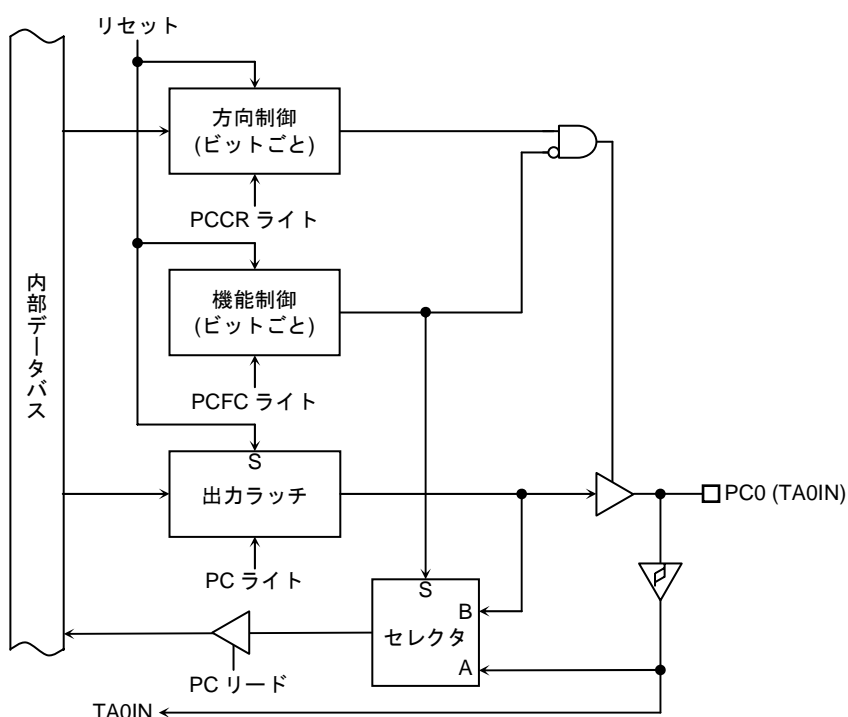 リセット
方向制御
(ビットごと)
PCCR ライト
内部データバス
機能制御
(ビットごと)
PCFC ライト
S
出力ラッチ
PC0 (TA0IN)
PC ライト
S
B
セレクタ
A
PC リード
TA0IN